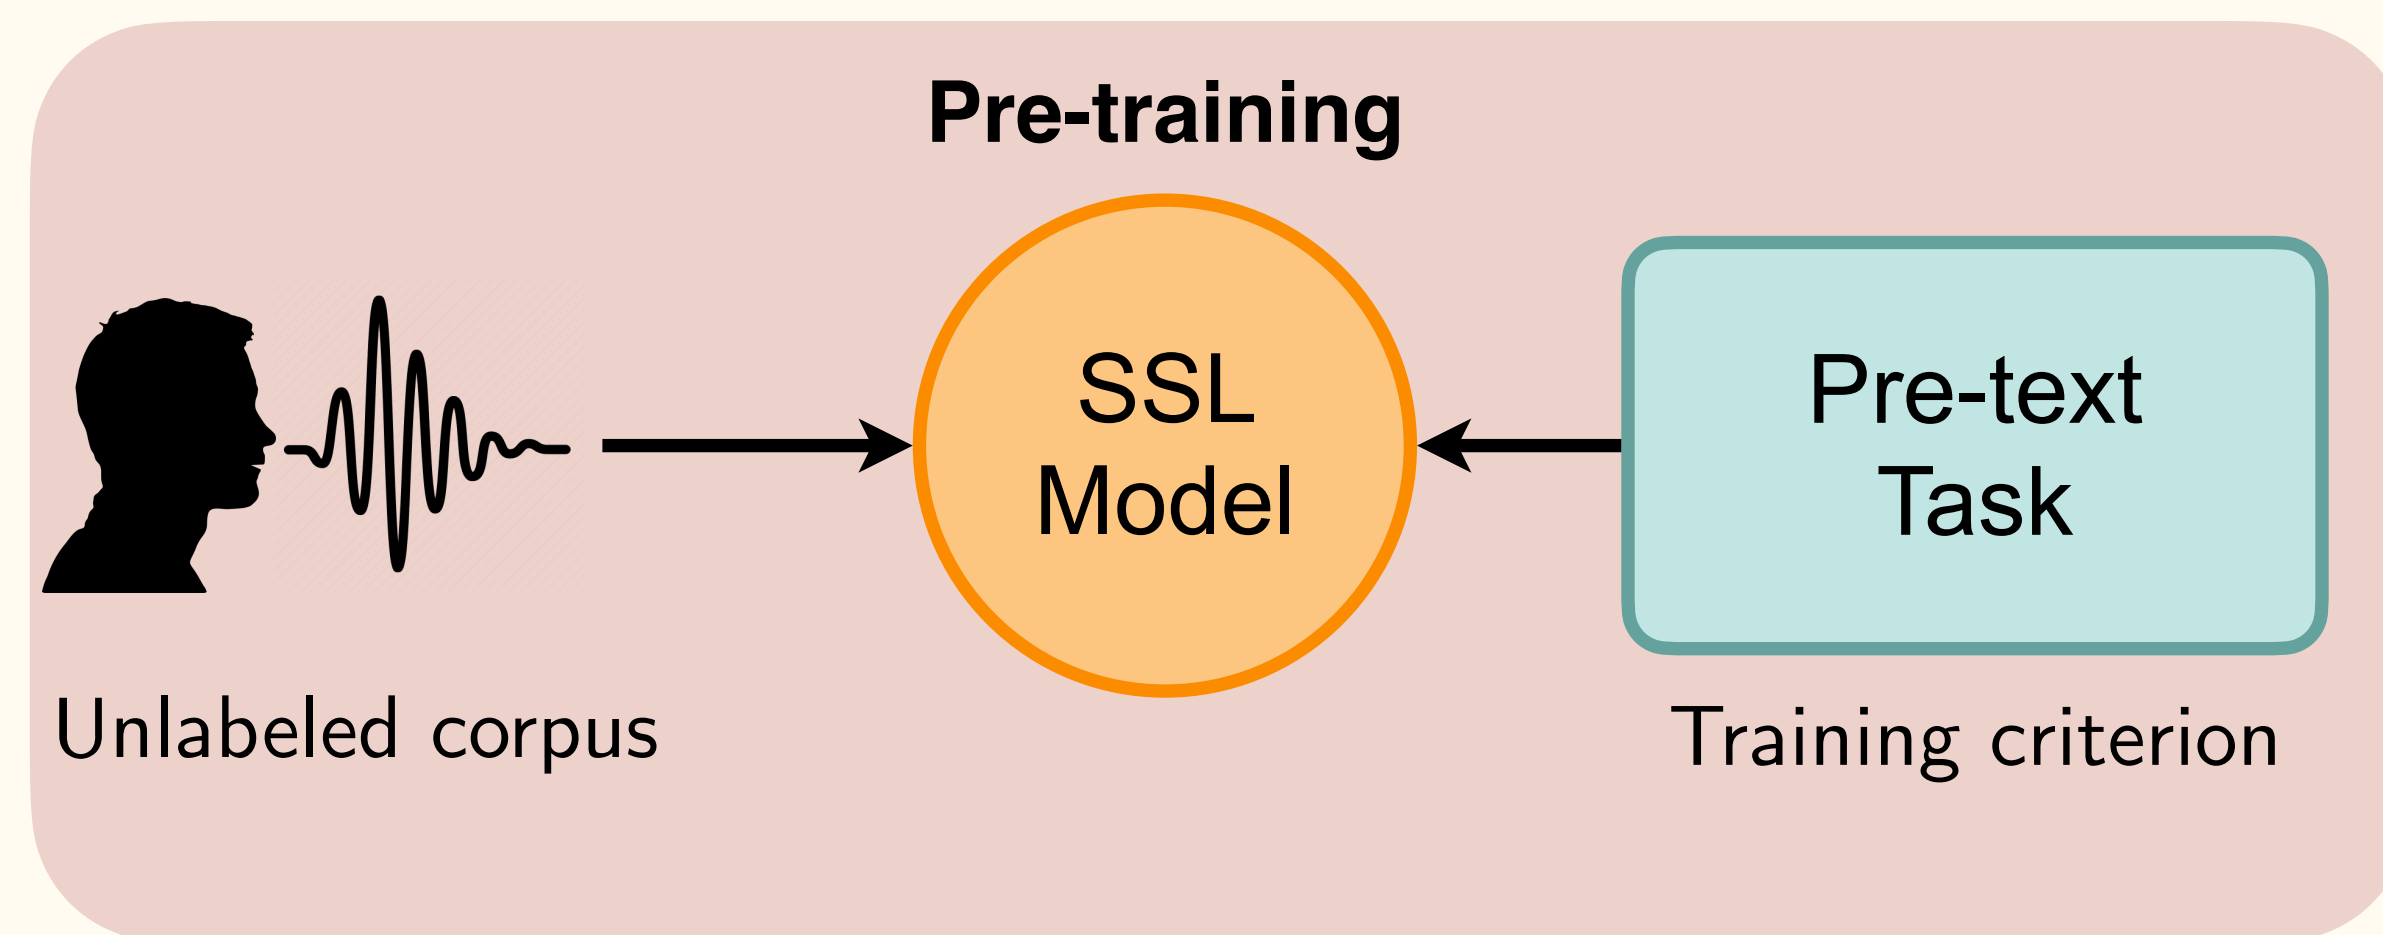 Pre-training
SSL
Model
Pre-text
Task
Unlabeled corpus
Training criterion